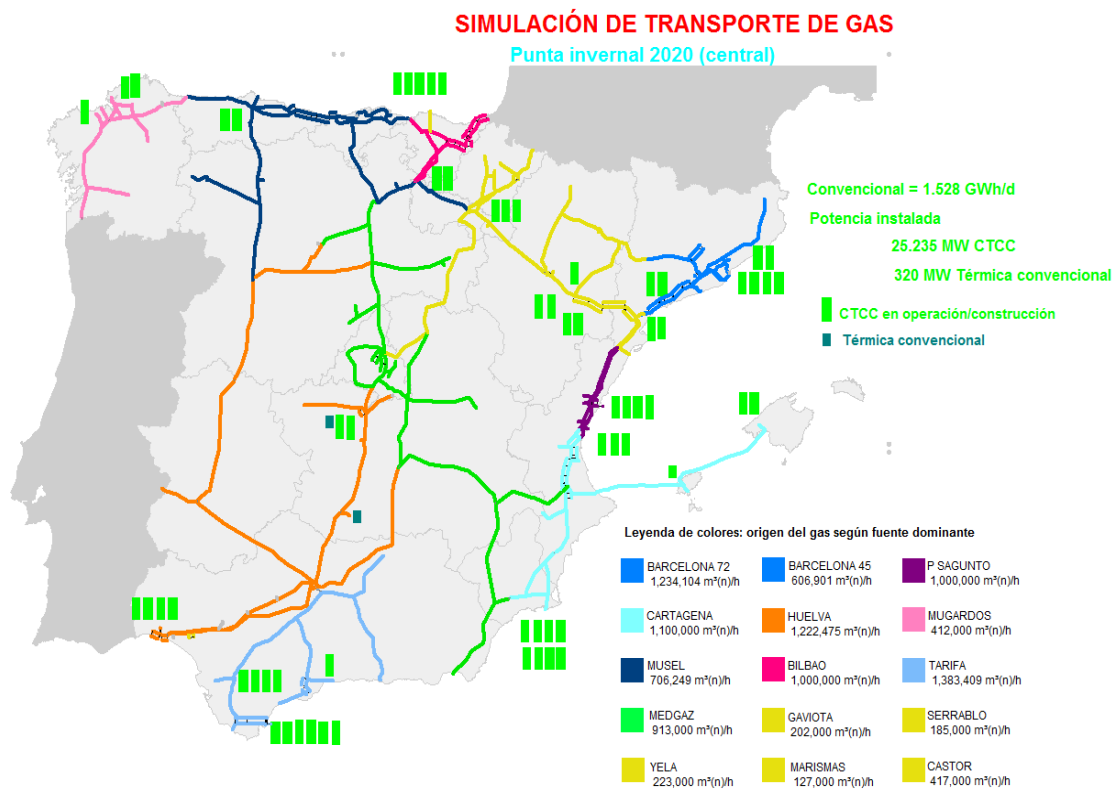 SIMULACIÓN DE TRANSPORTE DE GAS
Punta invernal 2020 (central)
Convencional = 1.528 GWh/d
Potencia instalada
25.235 MW CTCC
320 MW Térmica convencional
CTCC en operación/construcción
Térmica convencional
Leyenda de colores: origen del gas según fuente dominante
BARCELONA 72
1,234,104 m³(n)/h
BARCELONA 45
606,901 m³(n)/h
P SAGUNTO
1,000,000 m³(n)/h
CARTAGENA
1,100,000 m³(n)/h
HUELVA
1,222,475 m³(n)/h
MUGARDOS
412,000 m³(n)/h
MUSEL
706,249 m³(n)/h
BILBAO
1,000,000 m³(n)/h
TARIFA
1,383,409 m³(n)/h
MEDGAZ
913,000 m³(n)/h
GAVIOTA
202,000 m³(n)/h
SERRABLO
185,000 m³(n)/h
YELA
223,000 m³(n)/h
MARISMAS
127,000 m³(n)/h
CASTOR
417,000 m³(n)/h